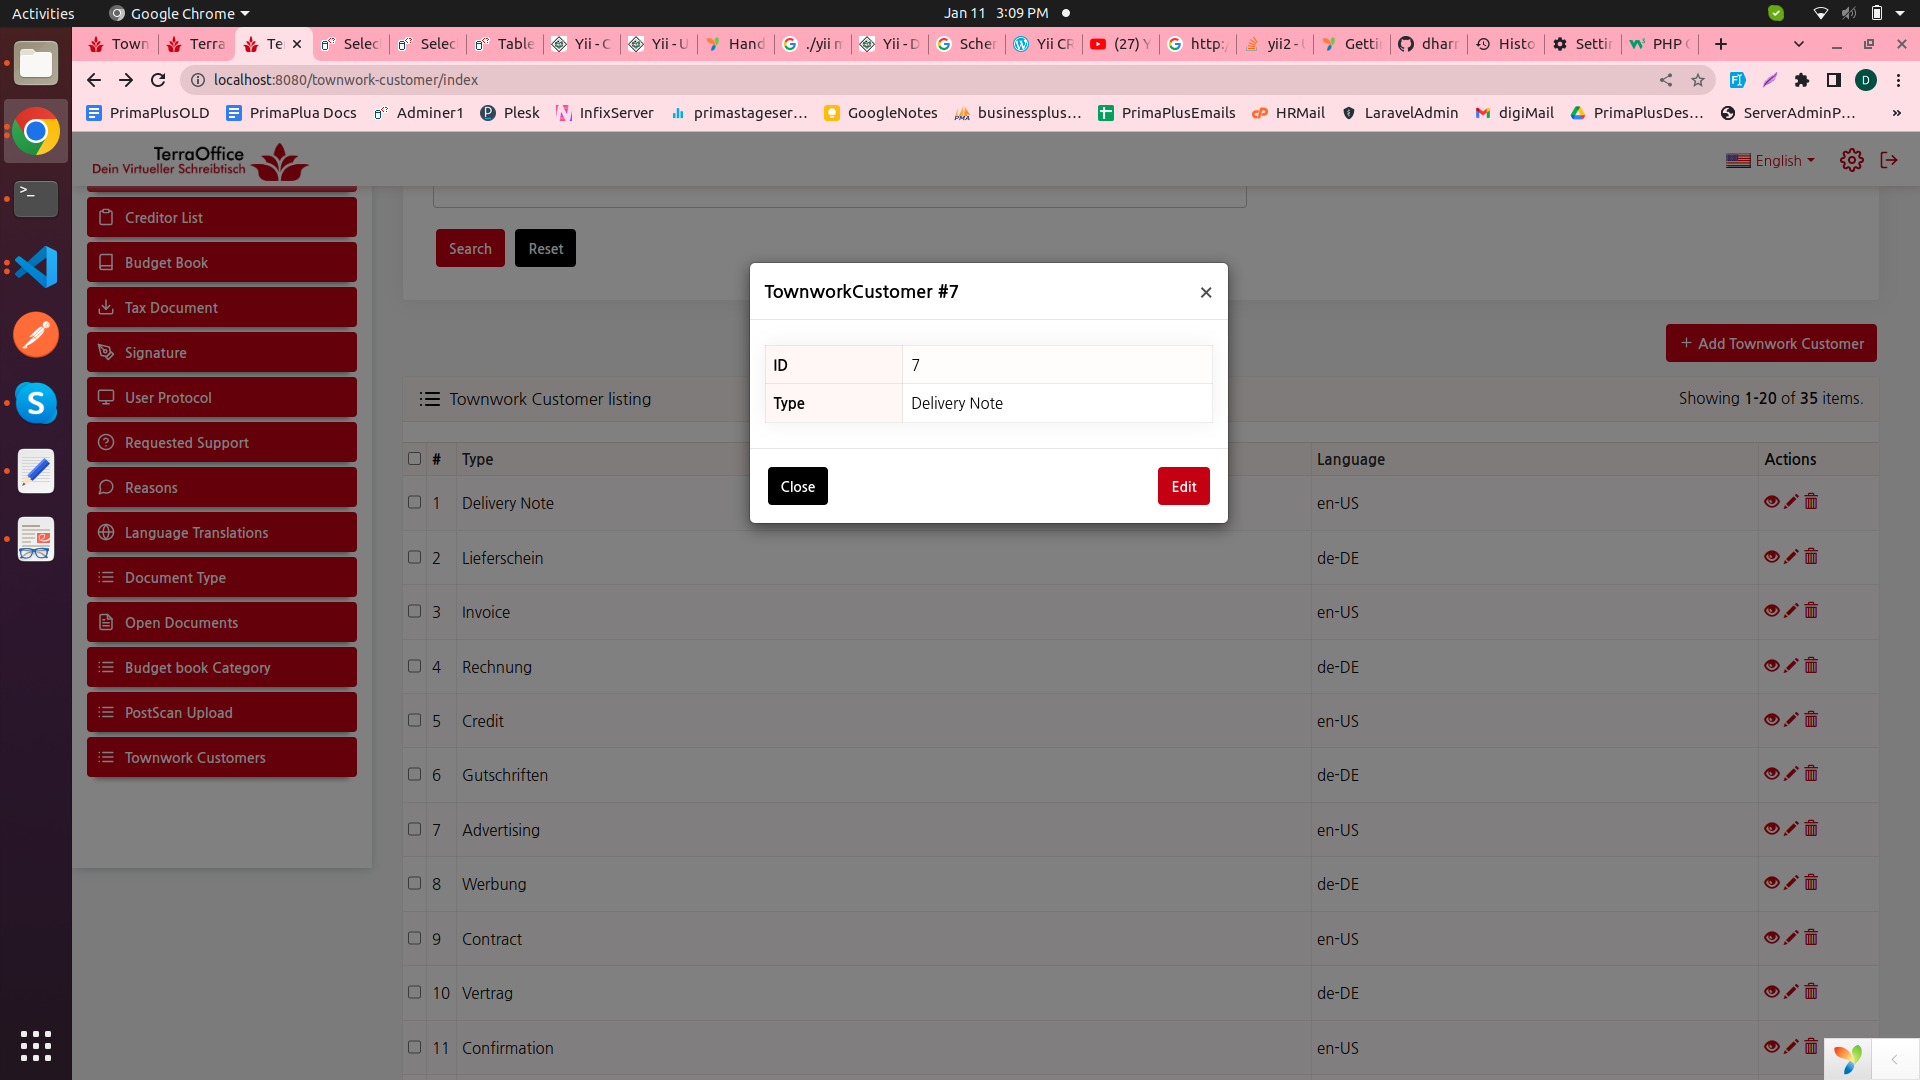 Activities Google Chrome Jan 11 3:09 PM
Town Terra Te Selec Selec Table Yii - C Yii - U Hand ./yii m Yii - D Scher Yii CR (27) Y http:/ yii2 - U Getti dharr Histo Settin PHP C
localhost:8080/townwork-customer/index D
PrimaPlusOLD PrimaPlua Docs Adminer1 Plesk InfixServer primastageser... GoogleNotes businessplus... PrimaPlusEmails HRMail LaravelAdmin digiMail PrimaPlusDes... ServerAdminP... »
TerraOffice
Dein Virtueller Schreibtisch
English
Creditor List
Budget Book
Tax Document
Signature
User Protocol
Requested Support
Reasons
Language Translations
Document Type
Open Documents
Budget book Category
PostScan Upload
Townwork Customers
Search Reset
+ Add Townwork Customer
Townwork Customer listing Showing 1-20 of 35 items.
# Type Language Actions
1 Delivery Note en-US
2 Lieferschein de-DE
3 Invoice en-US
4 Rechnung de-DE
5 Credit en-US
6 Gutschriften de-DE
7 Advertising en-US
8 Werbung de-DE
9 Contract en-US
10 Vertrag de-DE
11 Confirmation en-US
TownworkCustomer #7 ×
ID 7
Type Delivery Note
Close Edit